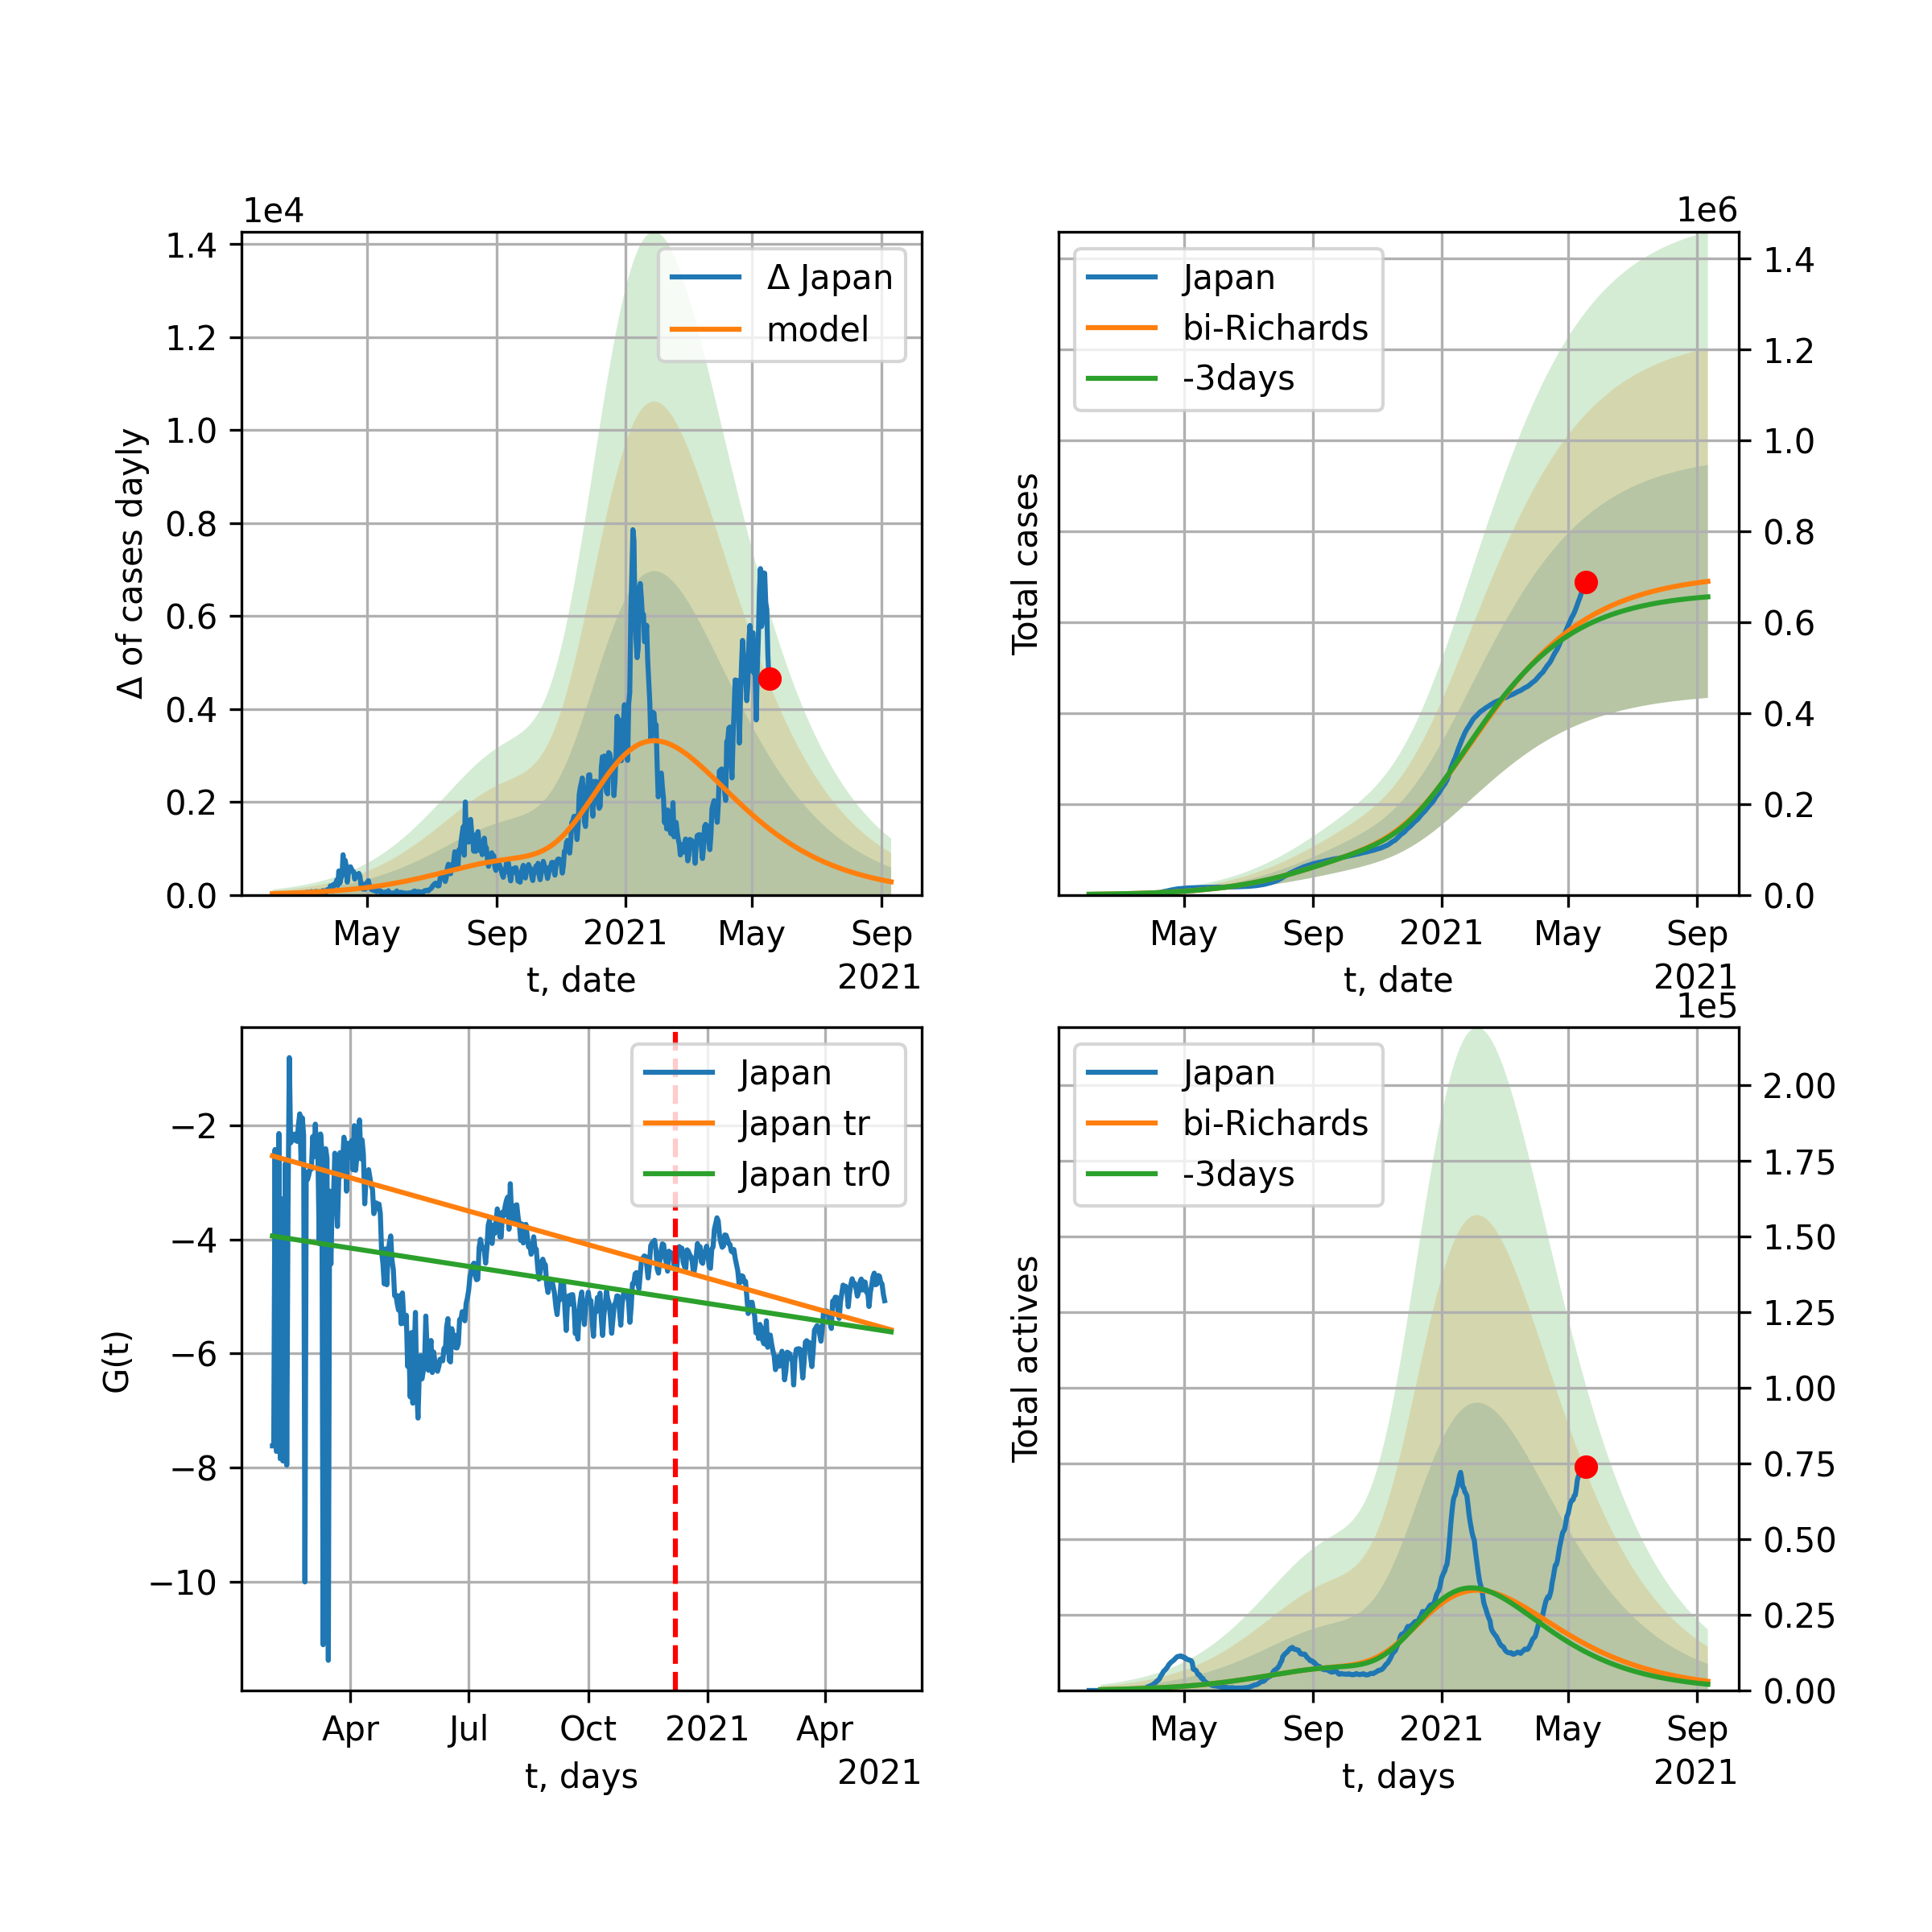 1e4
1.4
1.2
1.0
0.8
0.6
0.4
0.2
0.0
Δ of cases dayly
Δ Japan
model
May Sep 2021 May Sep
t, date
2021
1e6
Total cases
Japan
bi-Richards
-3days
1.4
1.2
1.0
0.8
0.6
0.4
0.2
0.0
May Sep 2021 May Sep
t, date
2021
−2
−4
−6
−8
−10
G(t)
Japan
Japan tr
Japan tr0
Apr Jul Oct 2021 Apr
t, days
2021
1e5
Total actives
Japan
bi-Richards
-3days
2.00
1.75
1.50
1.25
1.00
0.75
0.50
0.25
0.00
May Sep 2021 May Sep
t, days
2021